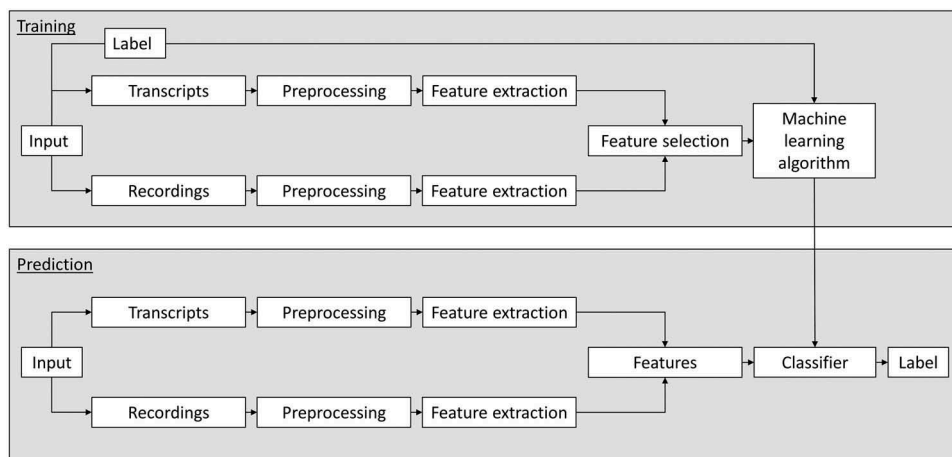 Training
Label
Transcripts
Preprocessing
Feature extraction
Input
Feature selection
Machine
learning
algorithm
Recordings
Preprocessing
Feature extraction
Prediction
Transcripts
Preprocessing
Feature extraction
Input
Features
Classifier
Label
Recordings
Preprocessing
Feature extraction